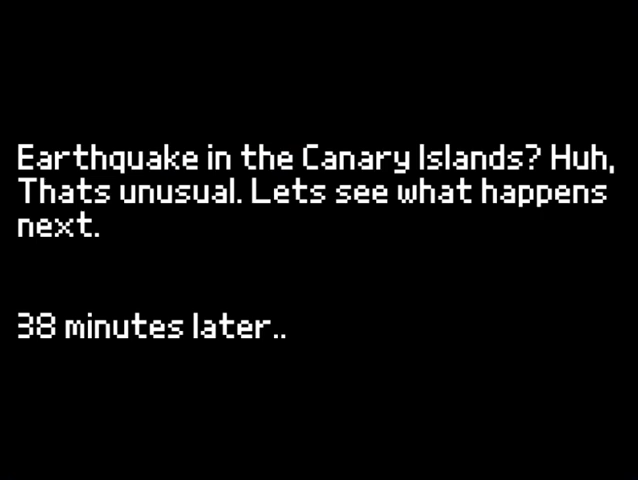 Earthquake in the Canary Islands? Huh,
Thats unusual. Lets see what happens
next.
38 minutes later..